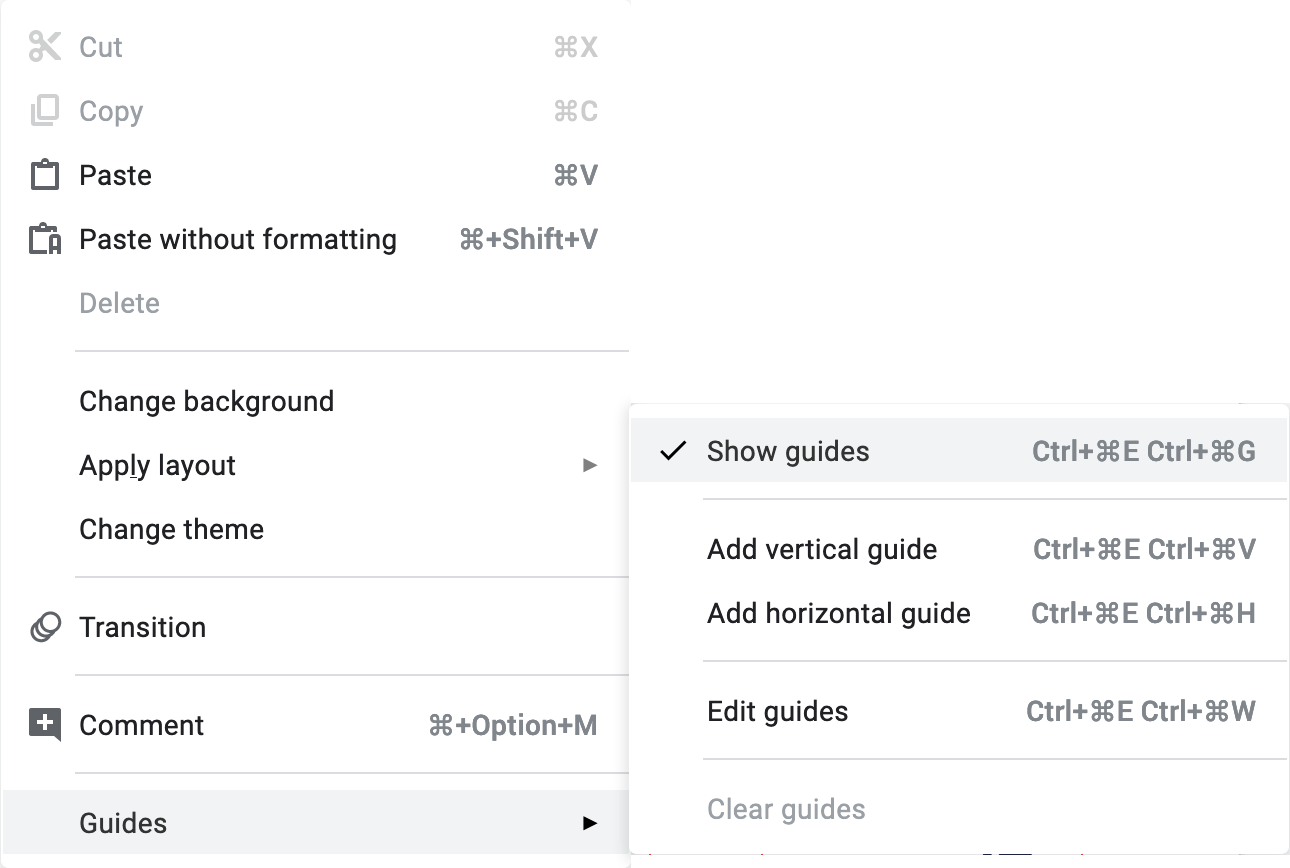 Cut ⌘X
Copy ⌘C
Paste ⌘V
Paste without formatting ⌘+Shift+V
Delete
Change background
Apply layout ►
Change theme
Transition
Comment ⌘+Option+M
Guides ►
Show guides Ctrl+⌘E Ctrl+⌘G
Add vertical guide Ctrl+⌘E Ctrl+⌘V
Add horizontal guide Ctrl+⌘E Ctrl+⌘H
Edit guides Ctrl+⌘E Ctrl+⌘W
Clear guides